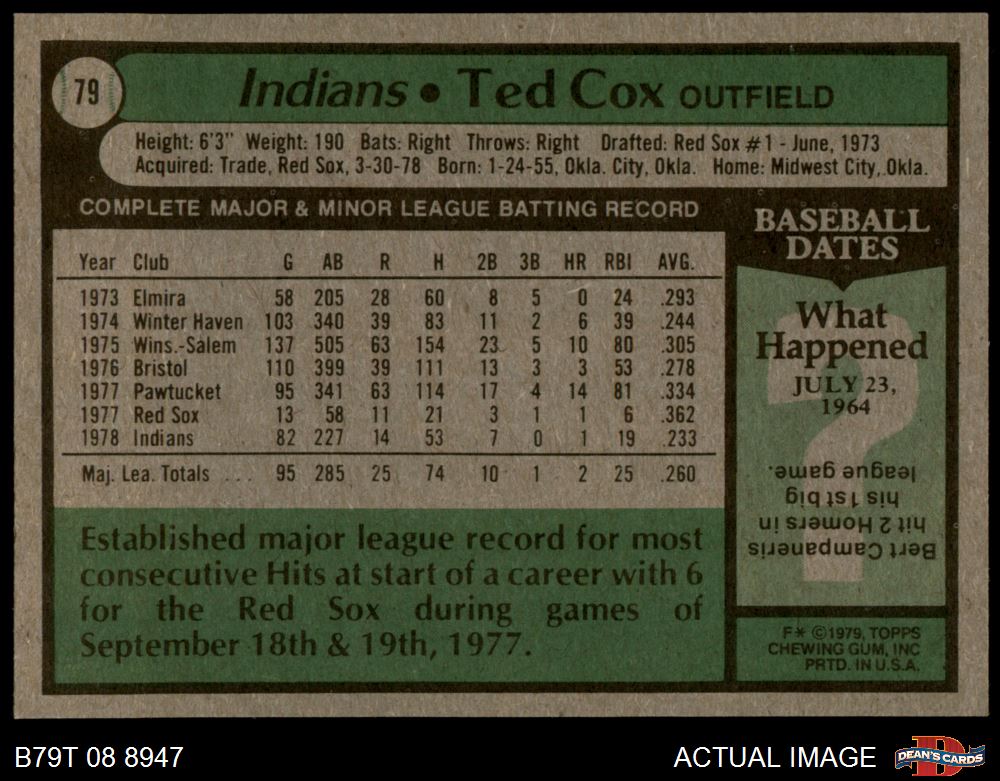 79
Indians • Ted Cox OUTFIELD
Height: 6'3" Weight: 190 Bats: Right Throws: Right Drafted: Red Sox #1 - June, 1973
Acquired: Trade, Red Sox, 3-30-78 Born: 1-24-55, Okla. City, Okla. Home: Midwest City, Okla.
COMPLETE MAJOR & MINOR LEAGUE BATTING RECORD
Year Club G AB R H 2B 3B HR RBI AVG.
1973 Elmira 58 205 28 60 8 5 0 24 .293
1974 Winter Haven 103 340 39 83 11 2 6 39 .244
1975 Wins.-Salem 137 505 63 154 23 5 10 80 .305
1976 Bristol 110 399 39 111 13 3 3 53 .278
1977 Pawtucket 95 341 63 114 17 4 14 81 .334
1977 Red Sox 13 58 11 21 3 1 1 6 .362
1978 Indians 82 227 14 53 7 0 1 19 .233
Maj. Lea. Totals ... 95 285 25 74 10 1 2 25 .260
Established major league record for most
consecutive Hits at start of a career with 6
for the Red Sox during games of
September 18th & 19th, 1977.
BASEBALL
DATES
What
Happened
JULY 23,
1964
Bert Campaneris
hit 2 Homers in
his 1st big
league game.
F* ©1979, TOPPS
CHEWING GUM, INC
PRTD. IN U.S.A.
B79T 08 8947
ACTUAL IMAGE
D
DEAN'S CARDS